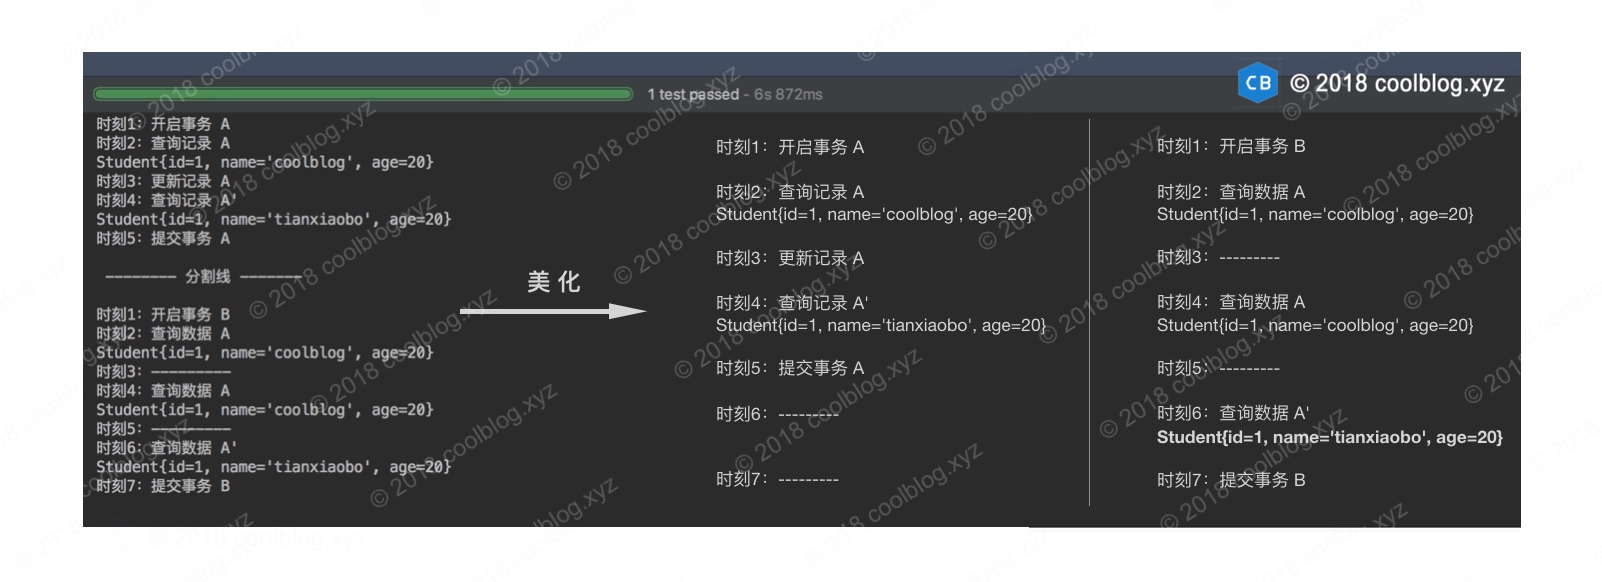 CB © 2018 coolblog.xyz
1 test passed - 6s 872ms
时刻1：开启事务 A
时刻2：查询记录 A
Student{id=1, name='coolblog', age=20}
时刻3：更新记录 A
时刻4：查询记录 A'
Student{id=1, name='tianxiaobo', age=20}
时刻5：提交事务 A
-------- 分割线 -------
时刻1：开启事务 B
时刻2：查询数据 A
Student{id=1, name='coolblog', age=20}
时刻3：---------
时刻4：查询数据 A
Student{id=1, name='coolblog', age=20}
时刻5：---------
时刻6：查询数据 A'
Student{id=1, name='tianxiaobo', age=20}
时刻7：提交事务 B
美化
时刻1：开启事务 A
时刻2：查询记录 A
Student{id=1, name='coolblog', age=20}
时刻3：更新记录 A
时刻4：查询记录 A'
Student{id=1, name='tianxiaobo', age=20}
时刻5：提交事务 A
时刻6：---------
时刻7：---------
时刻1：开启事务 B
时刻2：查询数据 A
Student{id=1, name='coolblog', age=20}
时刻3：---------
时刻4：查询数据 A
Student{id=1, name='coolblog', age=20}
时刻5：---------
时刻6：查询数据 A'
Student{id=1, name='tianxiaobo', age=20}
时刻7：提交事务 B
© 2018 coolblog.xyz